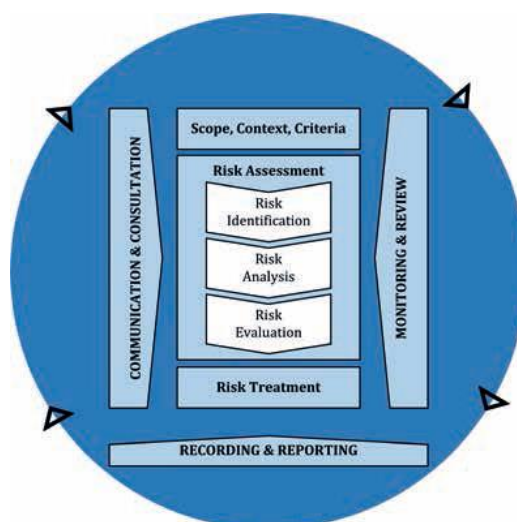 Scope, Context, Criteria
COMMUNICATION & CONSULTATION
Risk Assessment
Risk
Identification
Risk
Analysis
Risk
Evaluation
MONITORING & REVIEW
Risk Treatment
RECORDING & REPORTING